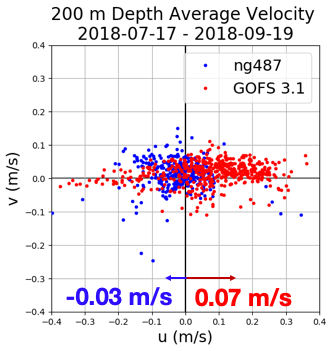 200 m Depth Average Velocity
2018-07-17 - 2018-09-19
ng487
GOFS 3.1
v (m/s)
0.4
0.3
0.2
0.1
0.0
−0.1
−0.2
−0.3
−0.4
-0.03 m/s
0.07 m/s
−0.4 −0.3 −0.2 −0.1 0.0 0.1 0.2 0.3 0.4
u (m/s)